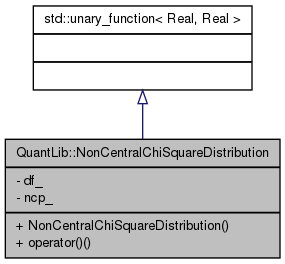 std::unary_function< Real, Real >
QuantLib::NonCentralChiSquareDistribution
- df_
- ncp_
+ NonCentralChiSquareDistribution()
+ operator()()